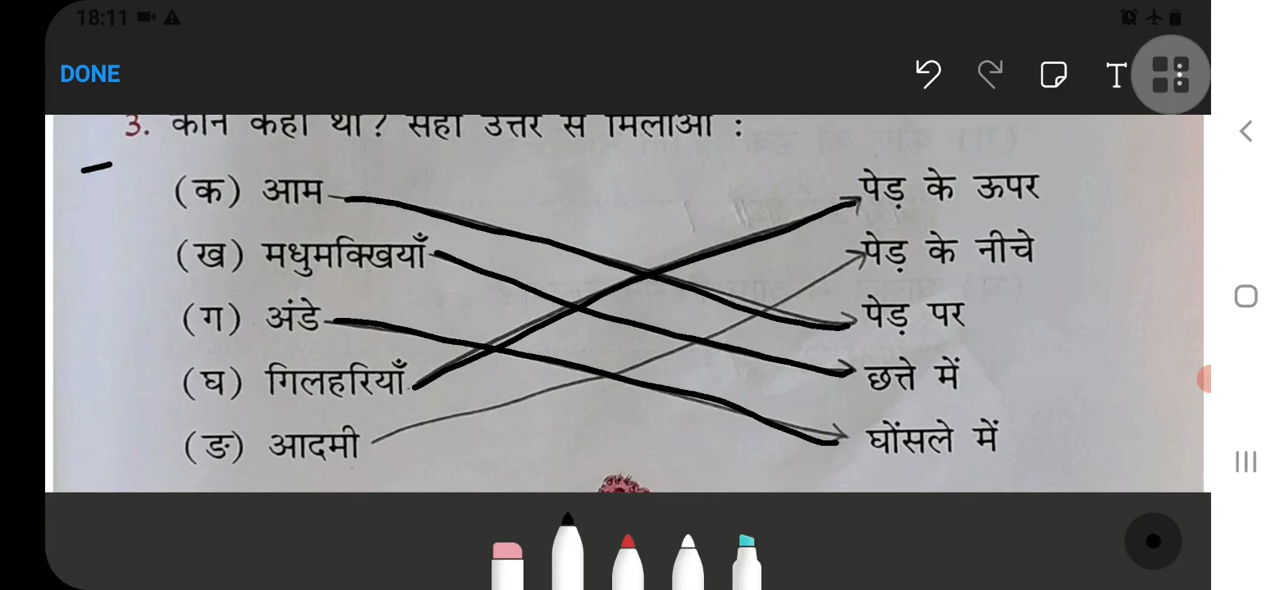 18:11
DONE
T
3. कौन कहाँ था? सही उत्तर से मिलाओ :
(क) आम पेड़ के ऊपर
(ख) मधुमक्खियाँ पेड़ के नीचे
(ग) अंडे पेड़ पर
(घ) गिलहरियाँ छत्ते में
(ङ) आदमी घोंसले में